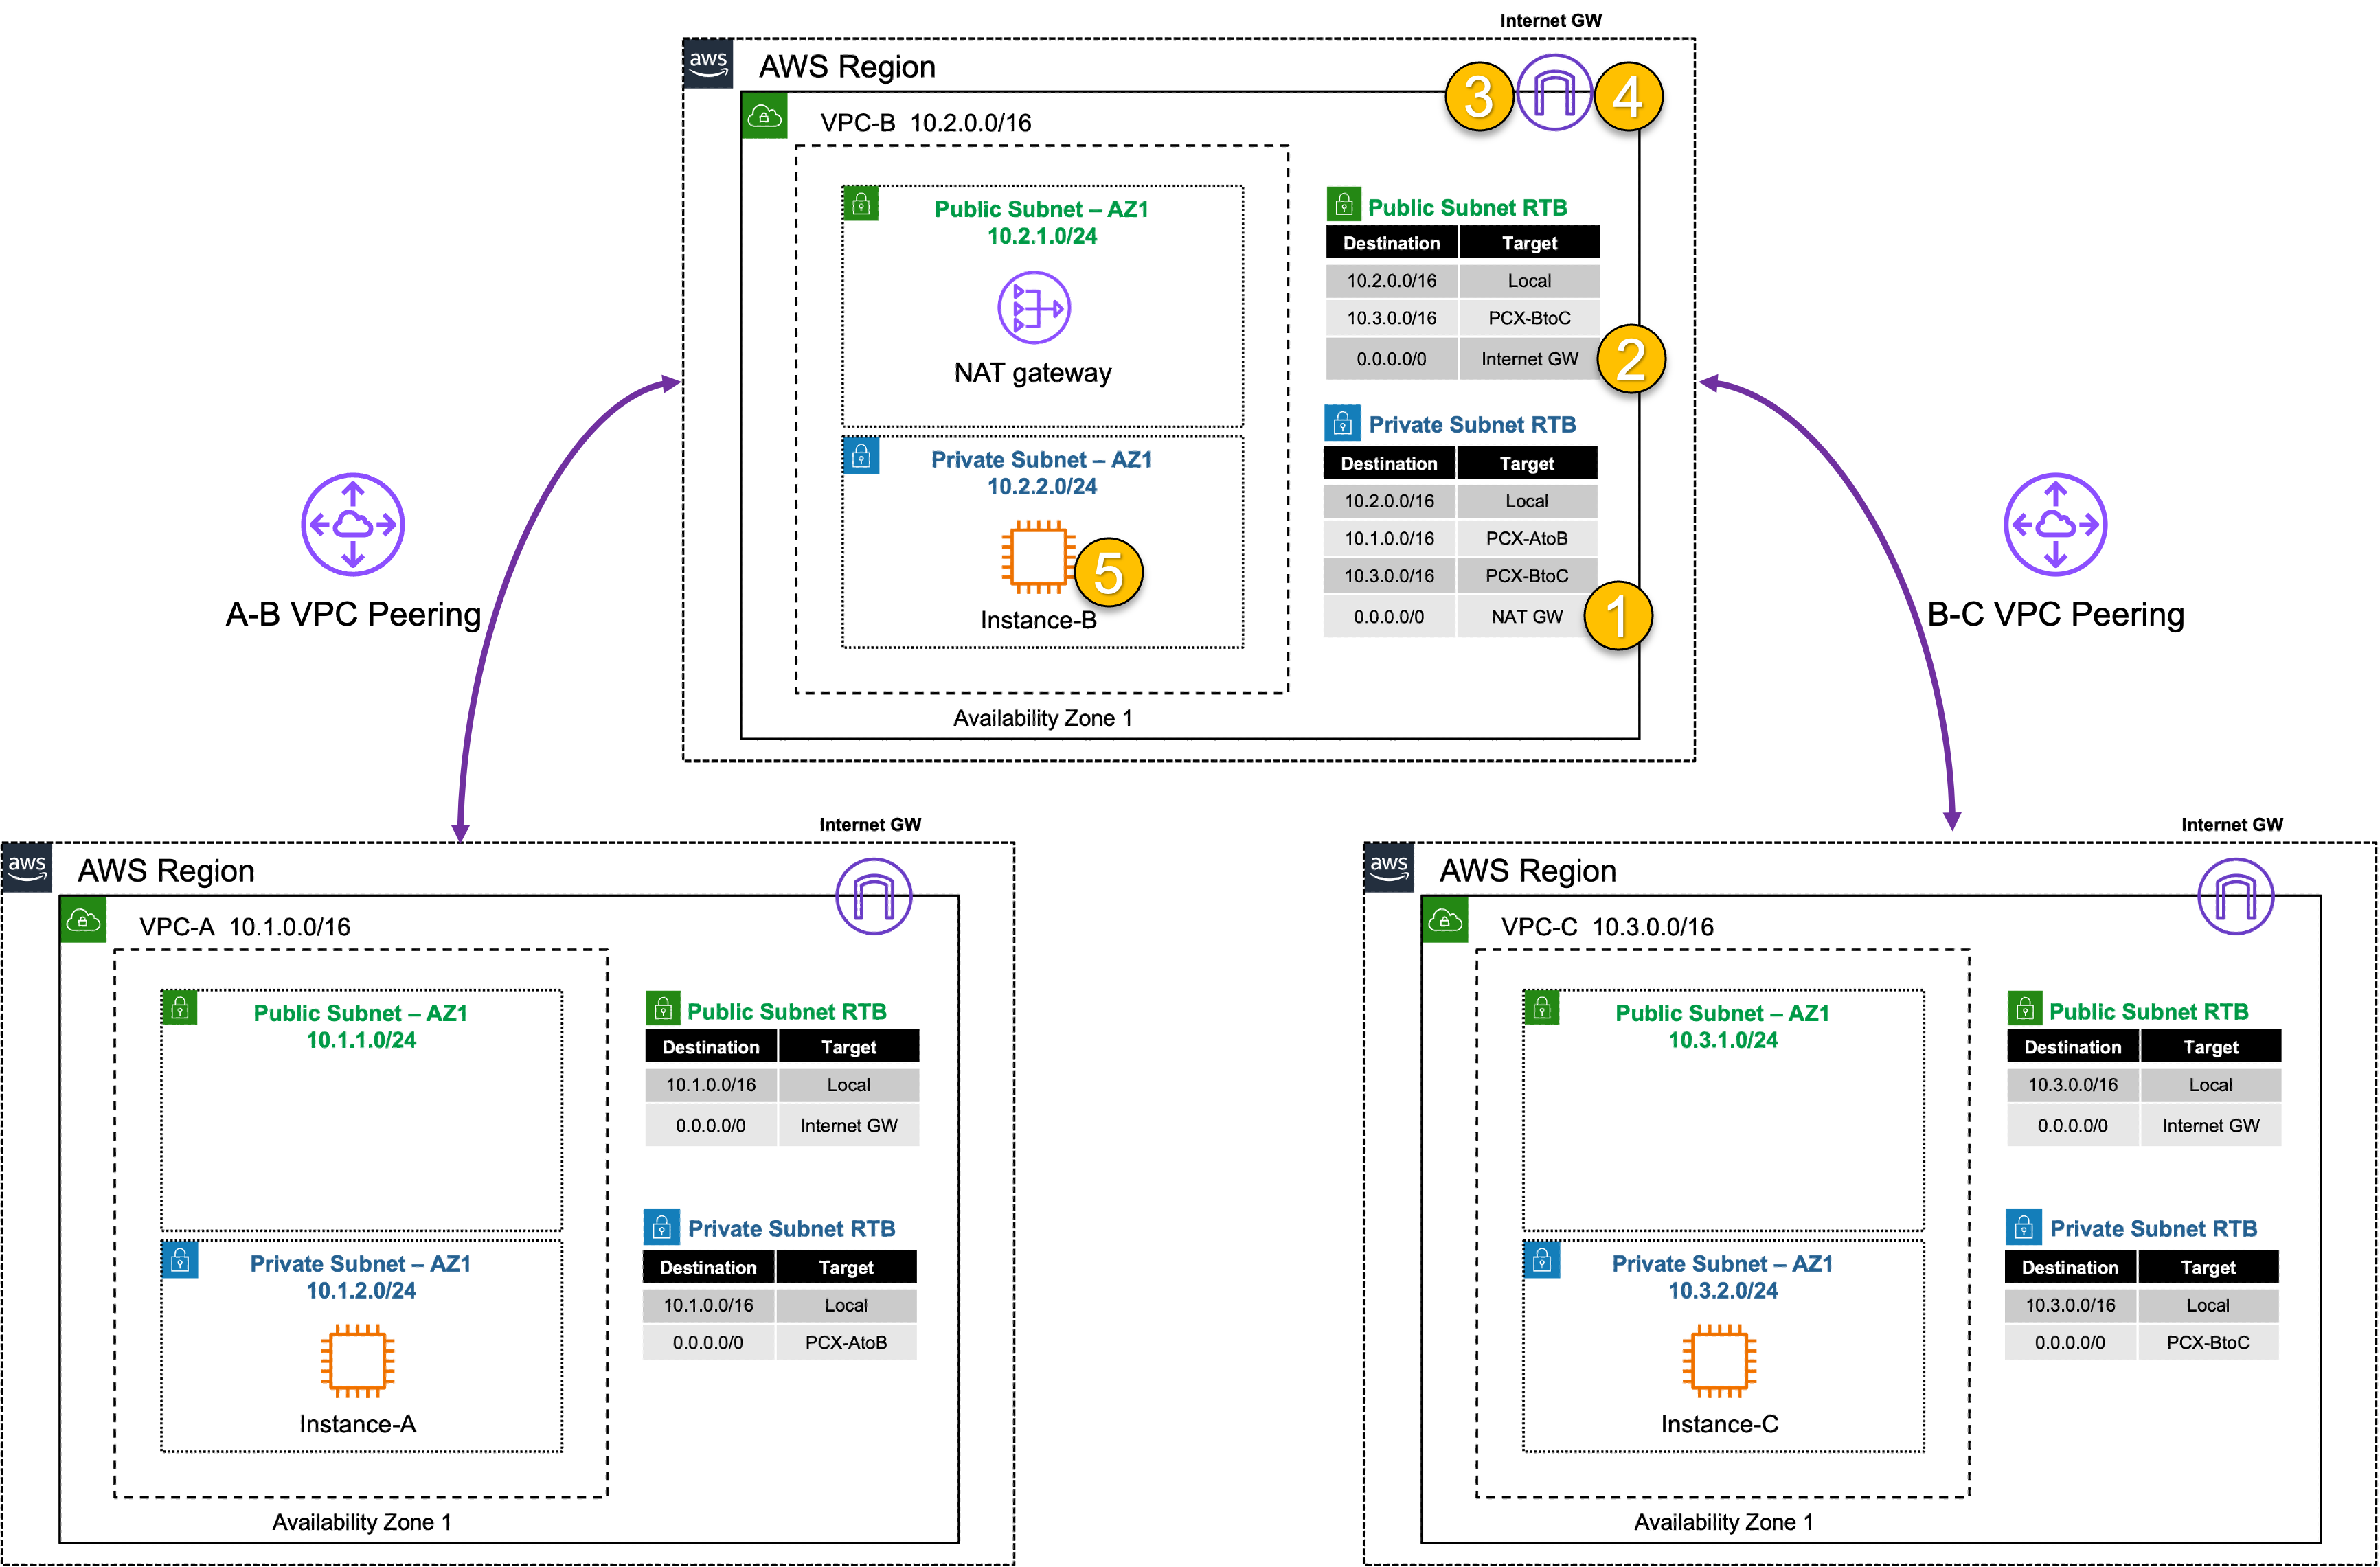 Internet GW
aws
AWS Region
3
4
VPC-B 10.2.0.0/16
Public Subnet – AZ1
10.2.1.0/24
NAT gateway
Public Subnet RTB
Destination Target
10.2.0.0/16 Local
10.3.0.0/16 PCX-BtoC
0.0.0.0/0 Internet GW
2
Private Subnet – AZ1
10.2.2.0/24
5
Instance-B
Private Subnet RTB
Destination Target
10.2.0.0/16 Local
10.1.0.0/16 PCX-AtoB
10.3.0.0/16 PCX-BtoC
0.0.0.0/0 NAT GW
1
Availability Zone 1
A-B VPC Peering
B-C VPC Peering
Internet GW
aws
AWS Region
VPC-A 10.1.0.0/16
Public Subnet – AZ1
10.1.1.0/24
Public Subnet RTB
Destination Target
10.1.0.0/16 Local
0.0.0.0/0 Internet GW
Private Subnet – AZ1
10.1.2.0/24
Instance-A
Private Subnet RTB
Destination Target
10.1.0.0/16 Local
0.0.0.0/0 PCX-AtoB
Availability Zone 1
Internet GW
aws
AWS Region
VPC-C 10.3.0.0/16
Public Subnet – AZ1
10.3.1.0/24
Public Subnet RTB
Destination Target
10.3.0.0/16 Local
0.0.0.0/0 Internet GW
Private Subnet – AZ1
10.3.2.0/24
Instance-C
Private Subnet RTB
Destination Target
10.3.0.0/16 Local
0.0.0.0/0 PCX-BtoC
Availability Zone 1